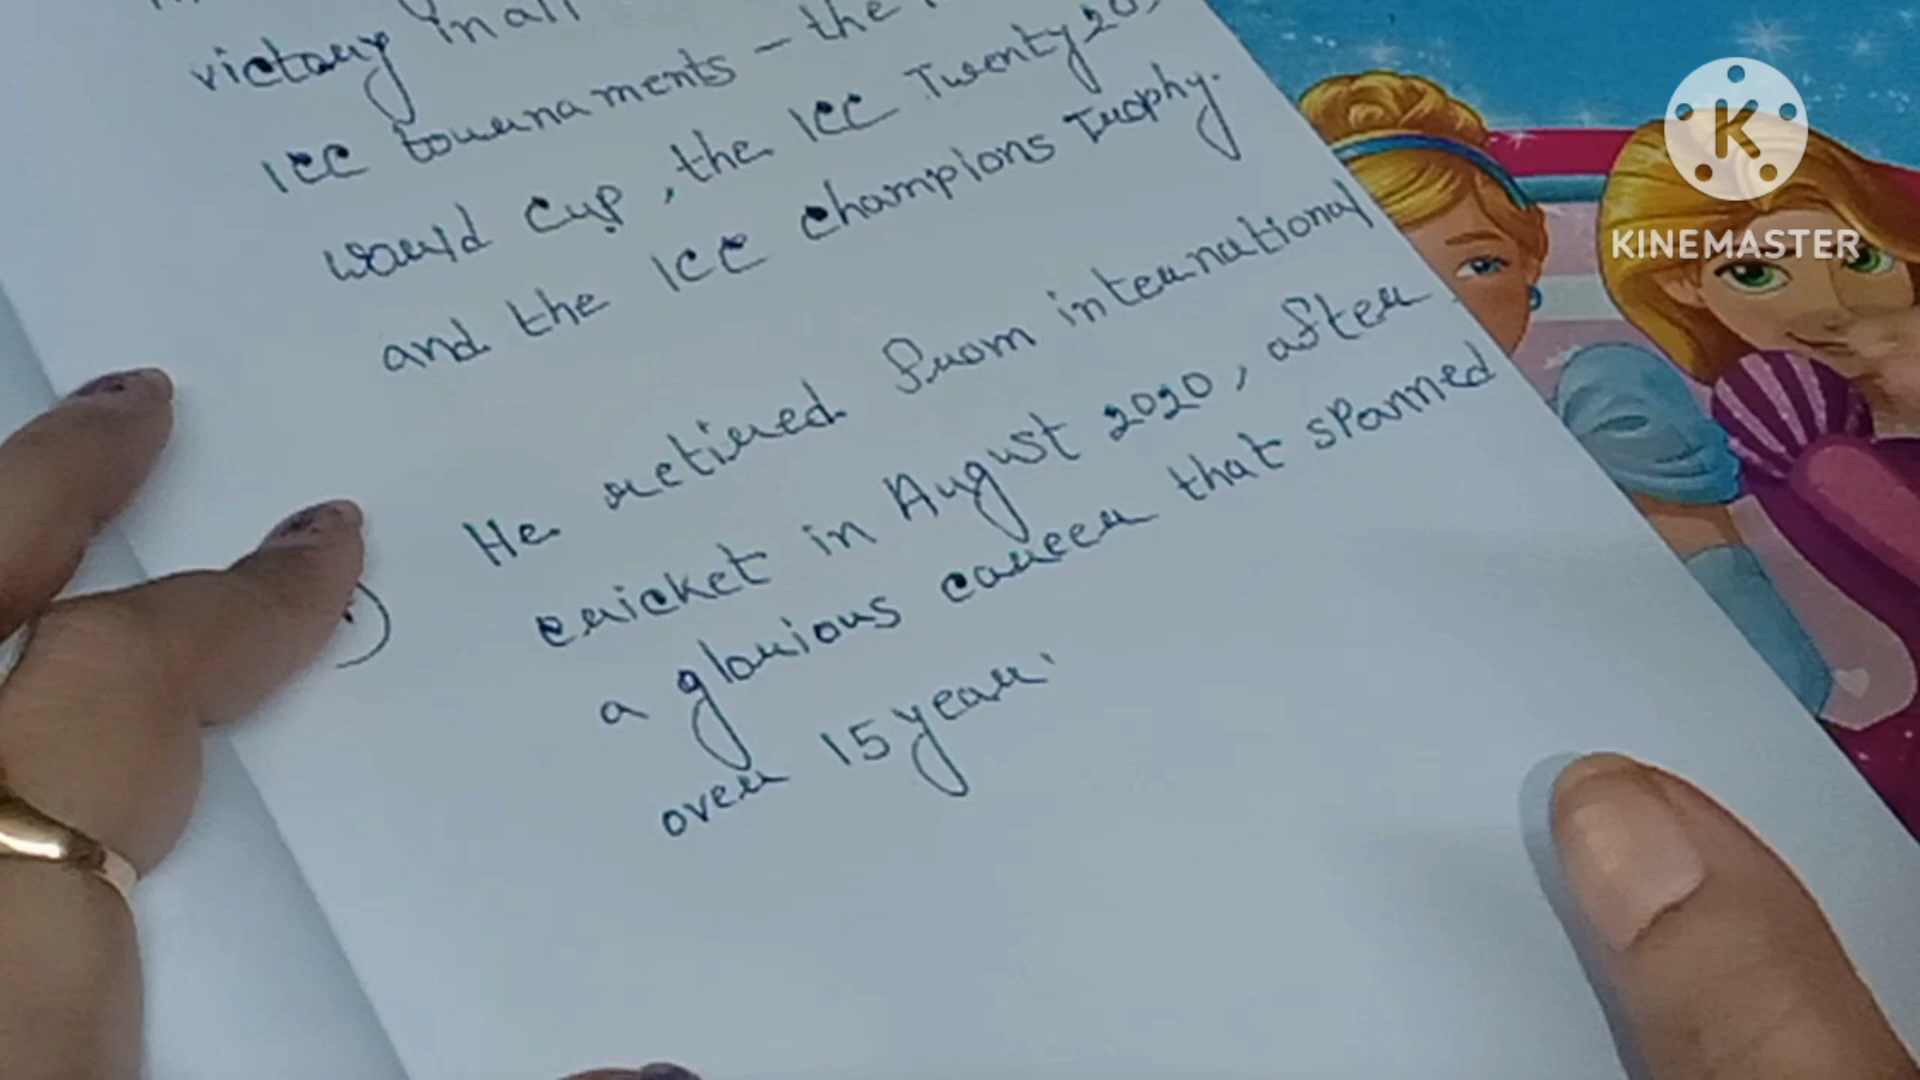 victory in all
ICC tournaments - the
world cup, the ICC Twenty20,
and the ICC champions Trophy.
He retired from international
cricket in August 2020, after
a glorious career that spanned
over 15 year.
KINEMASTER